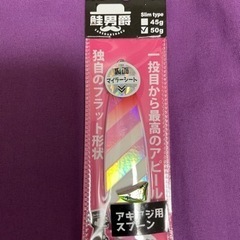 鮭男爵
Slim type
45g
50g
一投目から最高のアピール
独自のフラット形状
マイラーシート
アキアジ用
スプーン